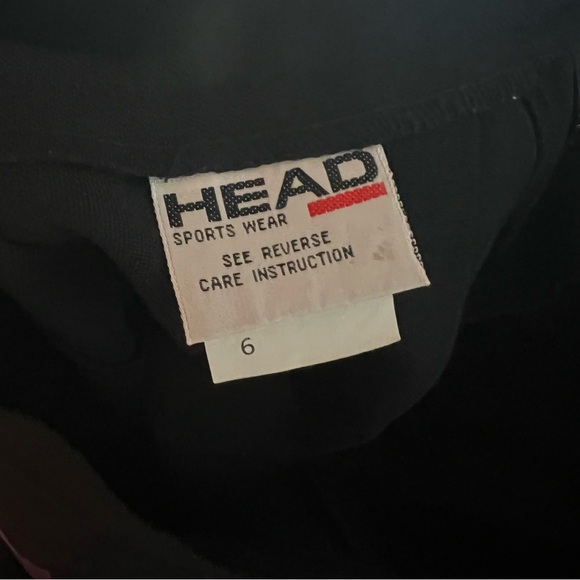 HEAD
SPORTS WEAR
SEE REVERSE
CARE INSTRUCTION
6